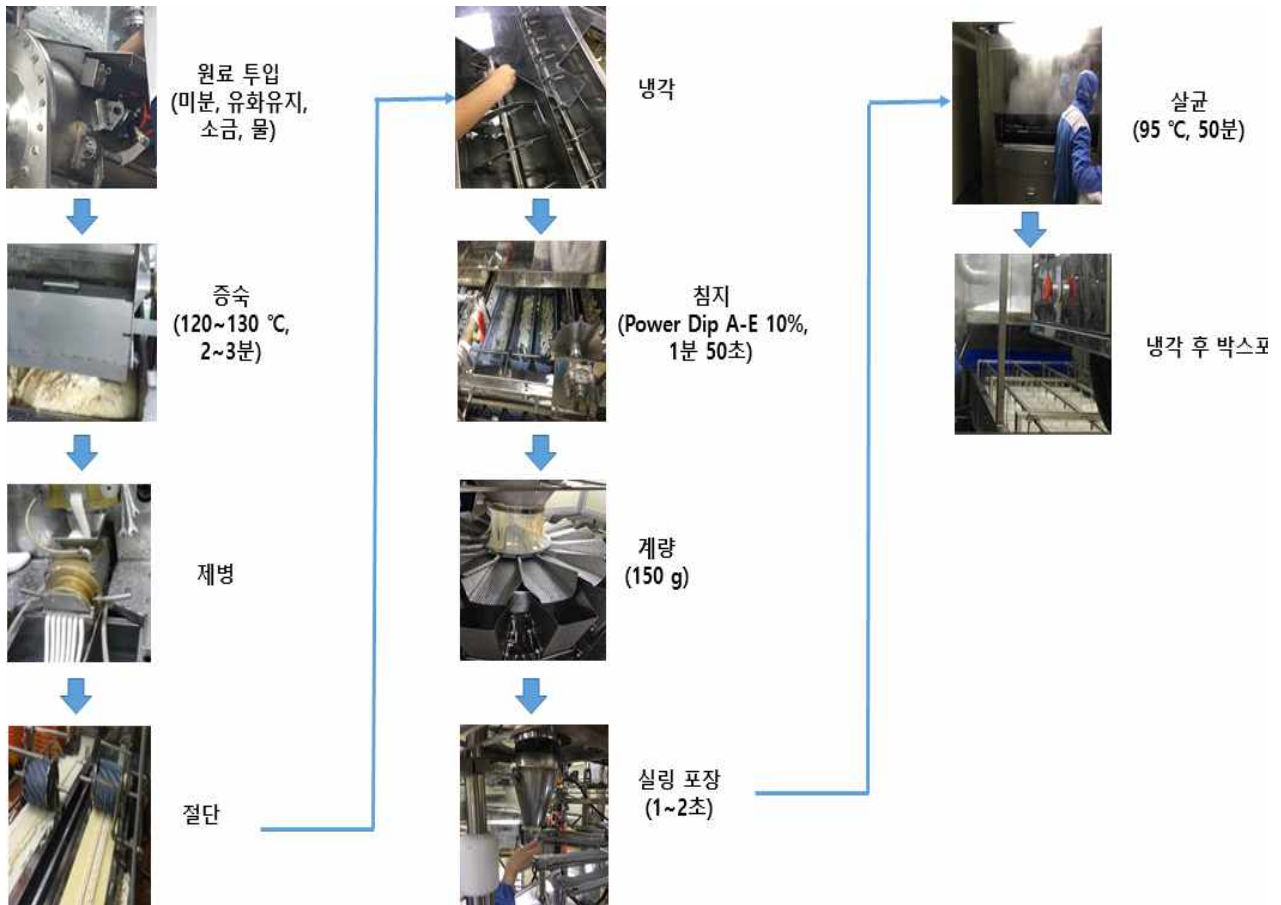 원료 투입
(미분, 유화유지,
소금, 물)
증숙
(120~130 ℃,
2~3분)
제병
절단
냉각
침지
(Power Dip A-E 10%,
1분 50초)
계량
(150 g)
실링 포장
(1~2초)
살균
(95 ℃, 50분)
냉각 후 박스포